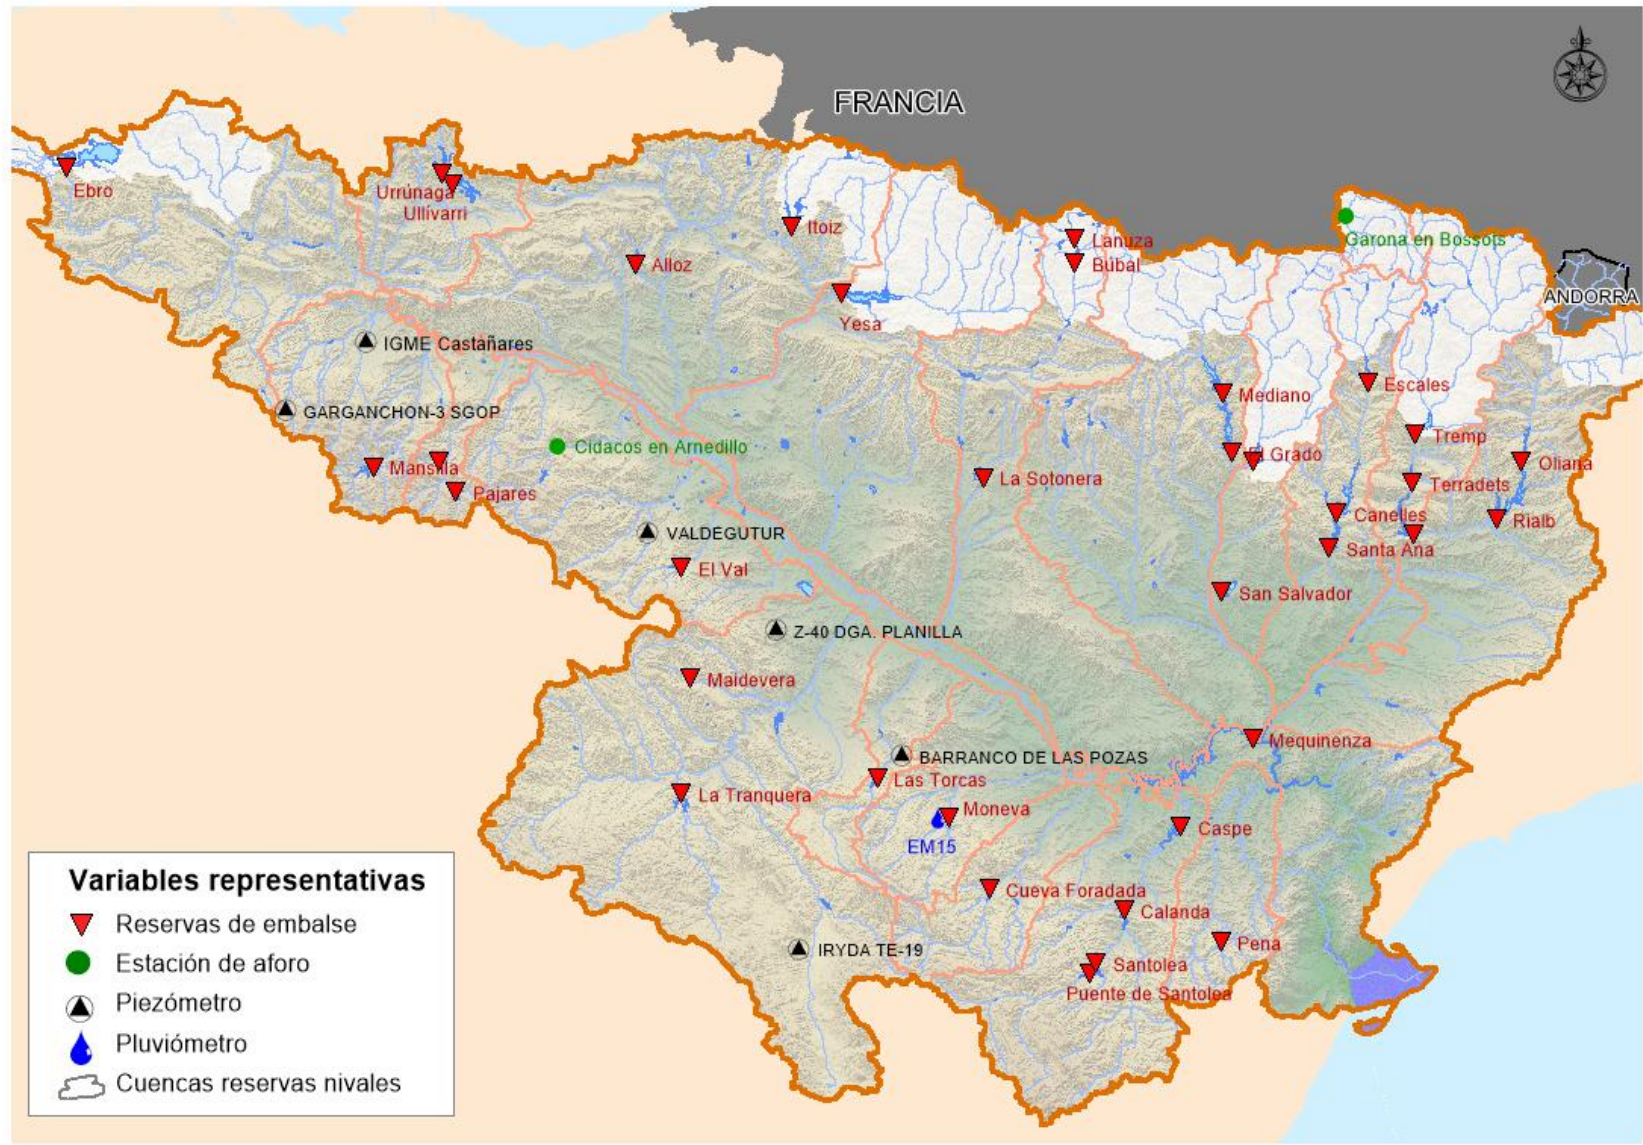 FRANCIA
Ebro
Urrúnaga
Ullívarri
Itoiz
Lanuza
Búbal
Garona en Bossots
Alloz
ANDORRA
Yesa
IGME Castañares
Escales
Mediano
GARGANCHON-3 SGOP
Tremp
Cidacos en Arnedillo
El Grado
Oliana
Mansilla
La Sotonera
Terradets
Pajares
Canelles
Rialb
VALDEGUTUR
Santa Ana
El Val
San Salvador
Z-40 DGA. PLANILLA
Maidevera
Mequinenza
BARRANCO DE LAS POZAS
Las Torcas
La Tranquera
Moneva
Caspe
EM15
Cueva Foradada
Calanda
IRYDA TE-19
Pena
Santolea
Puente de Santolea
Variables representativas
Reservas de embalse
Estación de aforo
Piezómetro
Pluviómetro
Cuencas reservas nivales